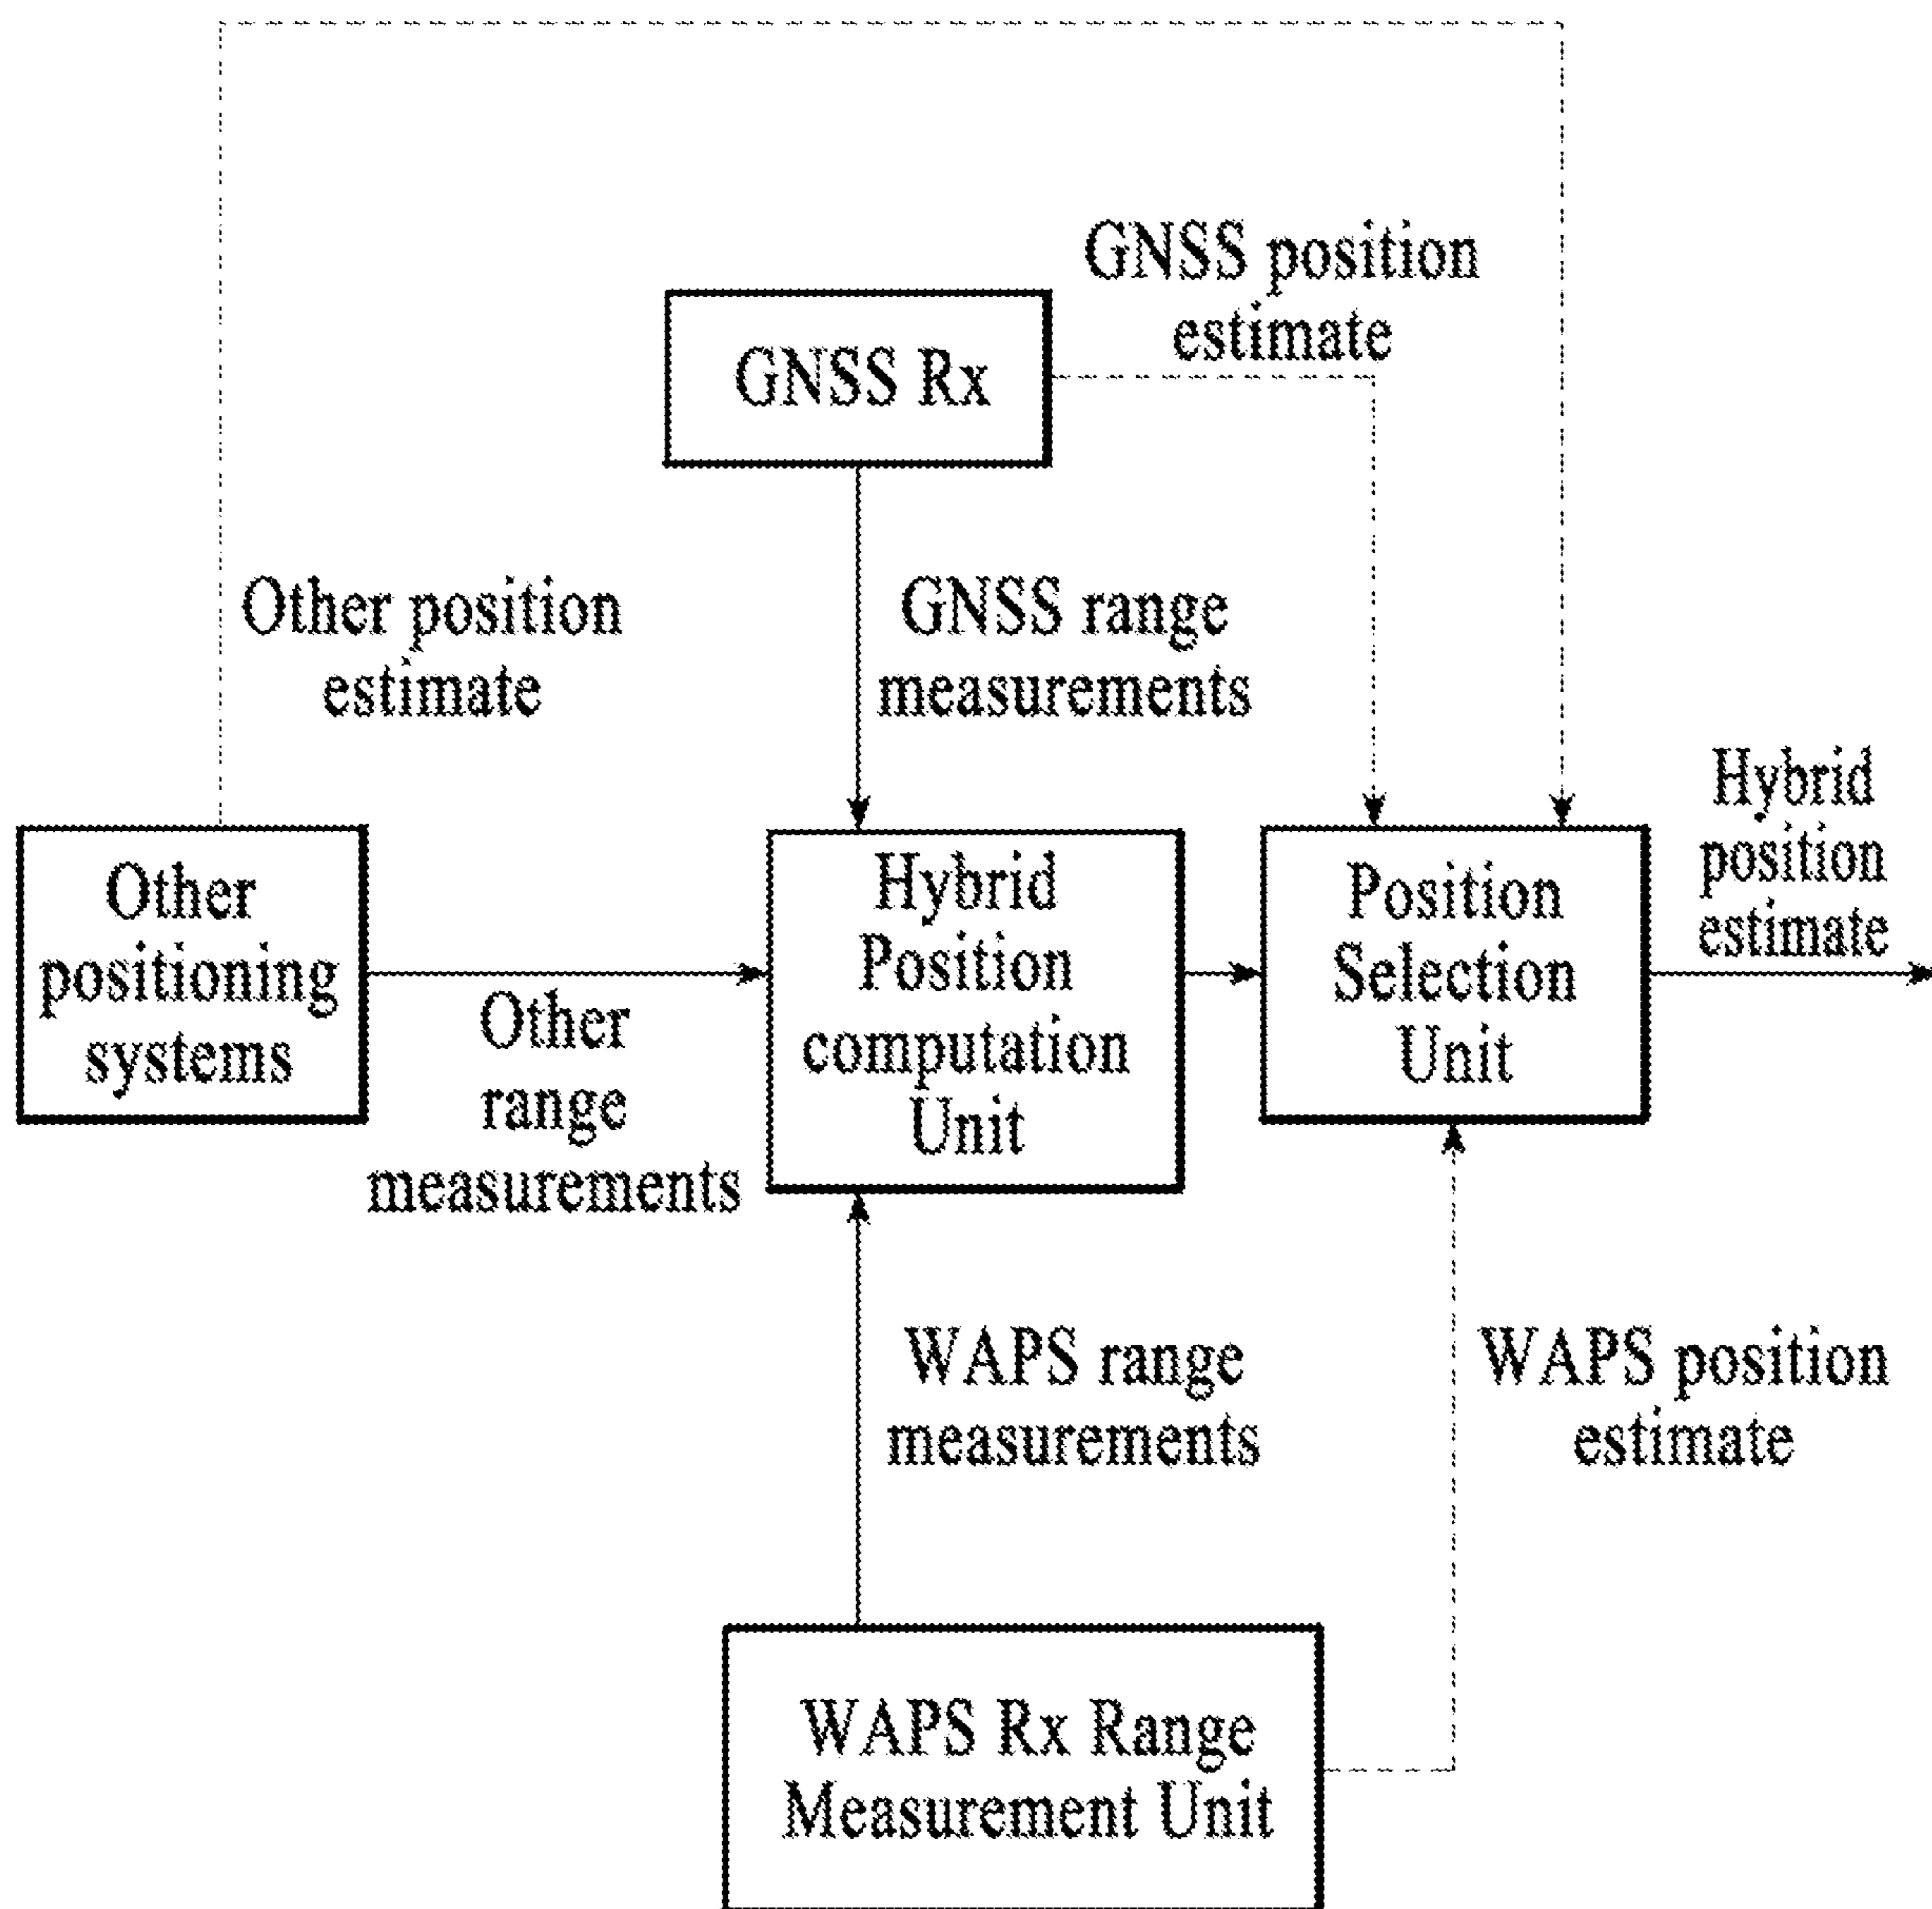 GNSS position
estimate
GNSS Rx
Other position
estimate
GNSS range
measurements
Hybrid
position
estimate
Other
positioning
systems
Other
range
measurements
Hybrid
Position
computation
Unit
Position
Selection
Unit
WAPS range
measurements
WAPS position
estimate
WAPS Rx Range
Measurement Unit